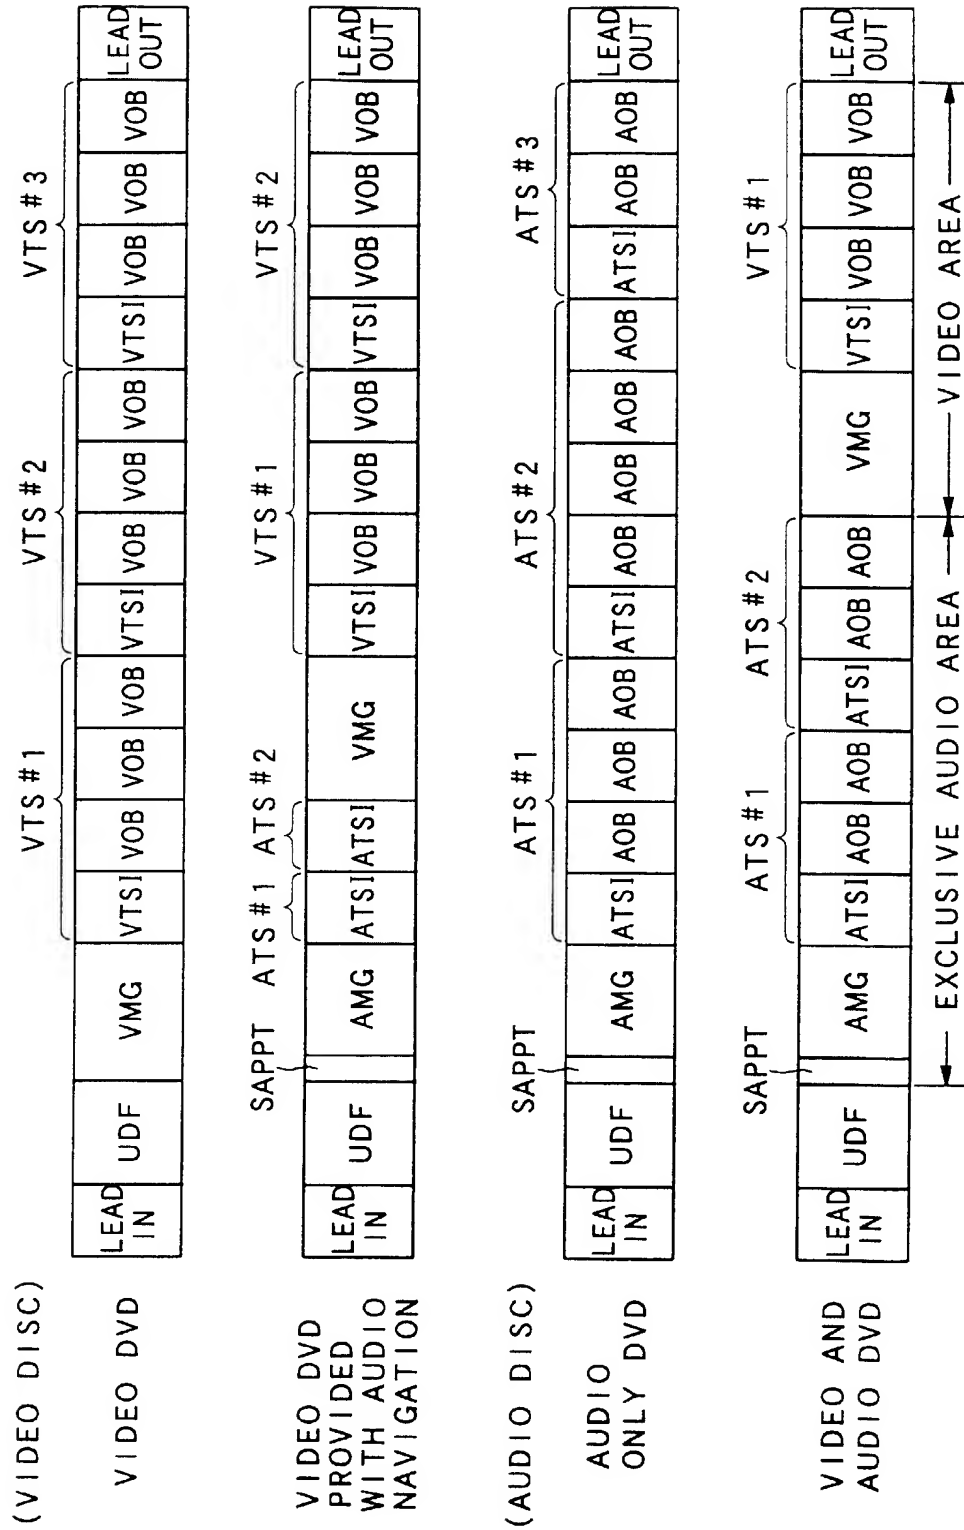 (VIDEO DISC)
VTS#1 VTS#2 VTS#3
VIDEO DVD
LEAD IN UDF VMG VTSI VOB VOB VOB VTSI VOB VOB VOB VTSI VOB VOB VOB LEAD OUT
SAPPT ATS#1 ATS#2 VTS#1 VTS#2
VIDEO DVD
PROVIDED
WITH AUDIO
NAVIGATION
LEAD IN UDF AMG ATSI ATSI VMG VTSI VOB VOB VOB VTSI VOB VOB VOB LEAD OUT
(AUDIO DISC)
SAPPT ATS#1 ATS#2 ATS#3
AUDIO
ONLY DVD
LEAD IN UDF AMG ATSI AOB AOB AOB ATSI AOB AOB AOB AOB ATSI AOB AOB LEAD OUT
SAPPT ATS#1 ATS#2 VTS#1
VIDEO AND
AUDIO DVD
LEAD IN UDF AMG ATSI AOB AOB ATSI AOB AOB VMG VTSI VOB VOB VOB LEAD OUT
EXCLUSIVE AUDIO AREA VIDEO AREA